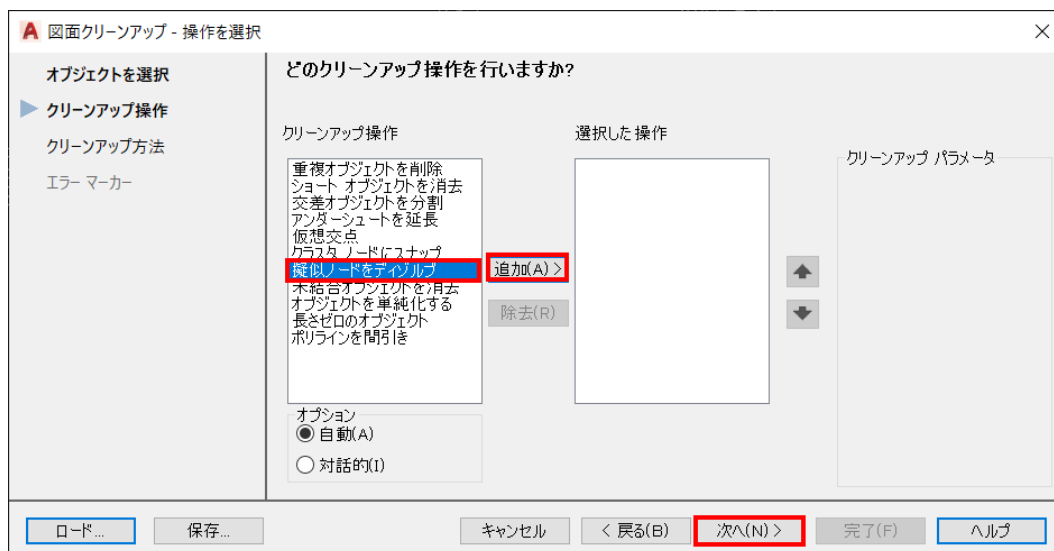 図面クリーンアップ - 操作を選択
オブジェクトを選択
クリーンアップ操作
クリーンアップ方法
エラー マーカー
どのクリーンアップ操作を行いますか?
クリーンアップ操作
重複オブジェクトを削除
ショート オブジェクトを消去
交差オブジェクトを分割
アンダーシュートを延長
仮想交点
クラスタ ノードにスナップ
擬似ノードをディゾルブ
未結合オブジェクトを消去
オブジェクトを単純化する
長さゼロのオブジェクト
ポリラインを間引き
オプション
自動(A)
対話的(I)
追加(A) >
除去(R)
選択した操作
クリーンアップ パラメータ
ロード...
保存...
キャンセル
< 戻る(B)
次へ(N) >
完了(F)
ヘルプ